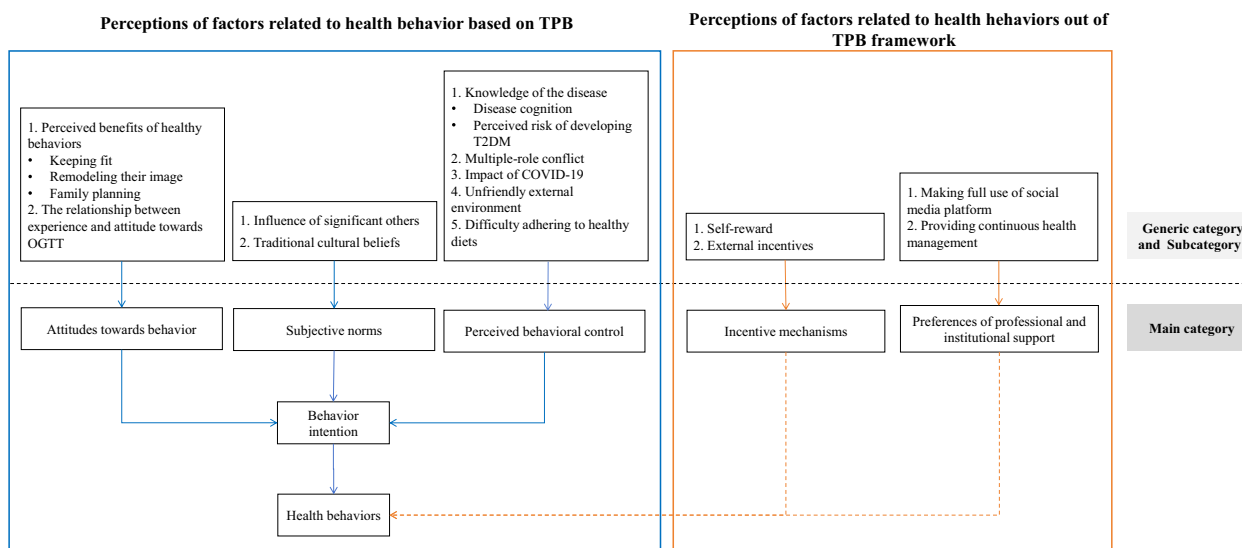 Perceptions of factors related to health behavior based on TPB
Perceptions of factors related to health hehaviors out of
TPB framework
1. Perceived benefits of healthy
behaviors
• Keeping fit
• Remodeling their image
• Family planning
2. The relationship between
experience and attitude towards
OGTT
1. Influence of significant others
2. Traditional cultural beliefs
1. Knowledge of the disease
• Disease cognition
• Perceived risk of developing
T2DM
2. Multiple-role conflict
3. Impact of COVID-19
4. Unfriendly external
environment
5. Difficulty adhering to healthy
diets
1. Self-reward
2. External incentives
1. Making full use of social
media platform
2. Providing continuous health
management
Generic category
and Subcategory
Attitudes towards behavior
Subjective norms
Perceived behavioral control
Incentive mechanisms
Preferences of professional and
institutional support
Main category
Behavior
intention
Health behaviors